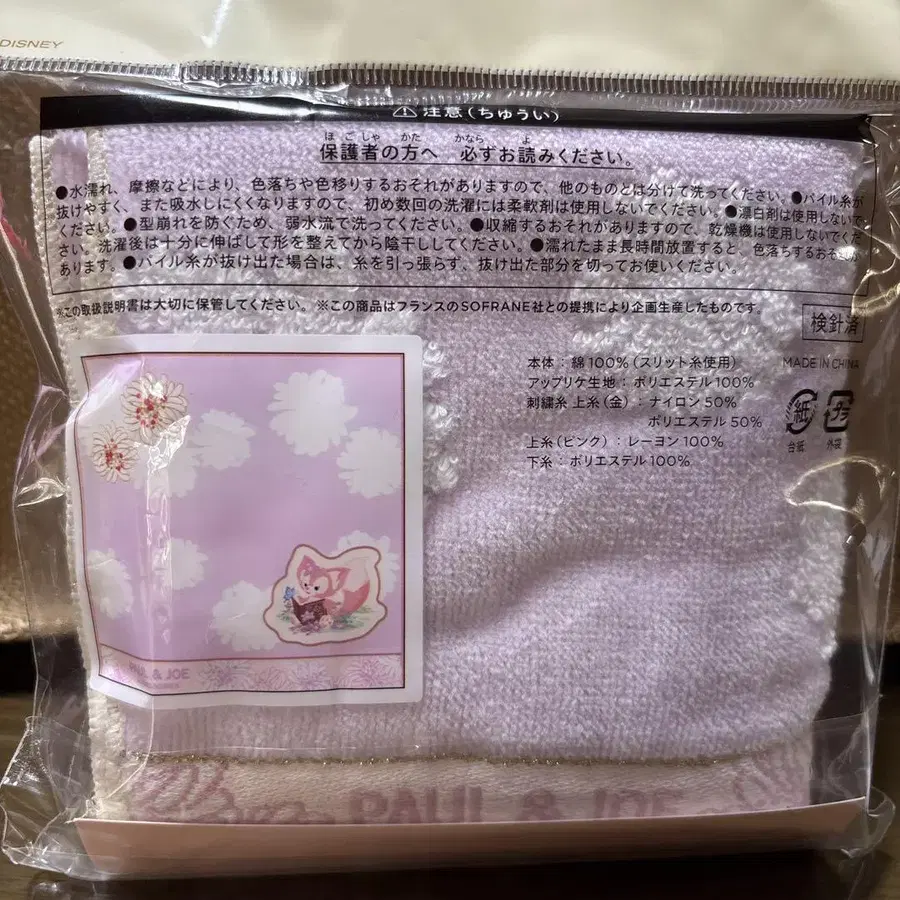 DISNEY
⚠注意(ちゅうい)
ほごしゃ かた かなら よ
保護者の方へ 必ずお読みください。
●水濡れ、摩擦などにより、色落ちや色移りするおそれがありますので、他のものとは分けて洗ってください。●パイル糸が
抜けやすく、また吸水しにくくなりますので、初め数回の洗濯には柔軟剤は使用しないでください。●漂白剤は使用しないで
ください。●型崩れを防ぐため、弱水流で洗ってください。●収縮するおそれがありますので、乾燥機は使用しないでくだ
さい。洗濯後は十分に伸ばして形を整えてから陰干ししてください。●濡れたまま長時間放置すると、色落ちするおそれが
あります。●パイル糸が抜け出た場合は、糸を引っ張らず、抜け出た部分を切ってお使いください。
※この取扱説明書は大切に保管してください。※この商品はフランスのSOFRANE社との提携により企画生産したものです。
検針済
本体：綿100%(スリット糸使用)
MADE IN CHINA
アップリケ生地：ポリエステル100%
刺繍糸 上糸(金)：ナイロン50%
ポリエステル50%
上糸(ピンク)：レーヨン100%
下糸：ポリエステル100%
紙
プラ
台紙
外袋
PAUL & JOE
PAUL & JOE